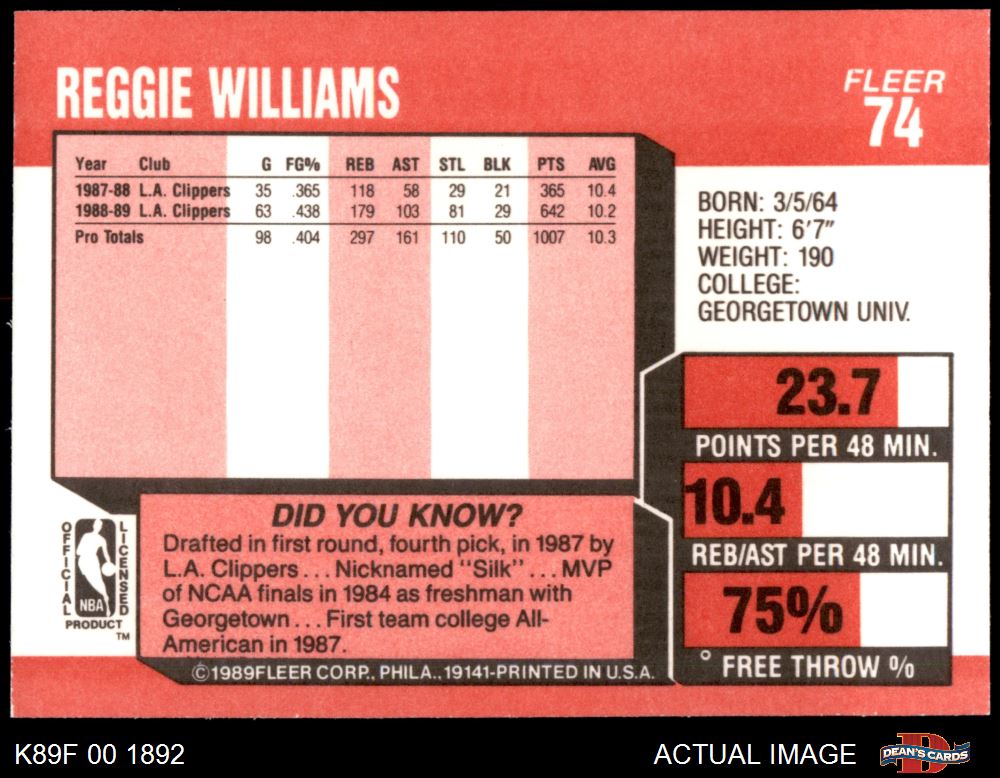 REGGIE WILLIAMS
FLEER
74
Year Club G FG% REB AST STL BLK PTS AVG
1987-88 L.A. Clippers 35 .365 118 58 29 21 365 10.4
1988-89 L.A. Clippers 63 .438 179 103 81 29 642 10.2
Pro Totals 98 .404 297 161 110 50 1007 10.3
BORN: 3/5/64
HEIGHT: 6'7"
WEIGHT: 190
COLLEGE:
GEORGETOWN UNIV.
23.7
POINTS PER 48 MIN.
10.4
REB/AST PER 48 MIN.
75%
° FREE THROW %
OFFICIAL
LICENSED
NBA
PRODUCT
TM
DID YOU KNOW?
Drafted in first round, fourth pick, in 1987 by
L.A. Clippers . . . Nicknamed "Silk" . . . MVP
of NCAA finals in 1984 as freshman with
Georgetown . . . First team college All-
American in 1987.
©1989FLEER CORP., PHILA., 19141-PRINTED IN U.S.A.
K89F 00 1892
ACTUAL IMAGE
D
DEAN'S CARDS